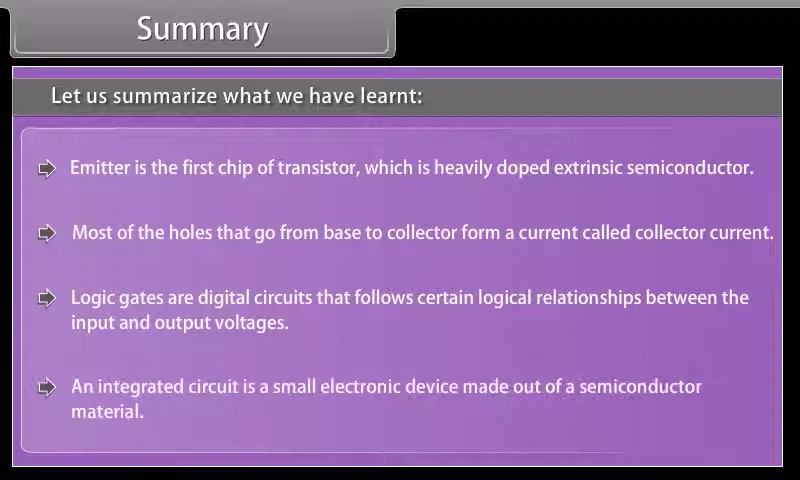 Summary
Let us summarize what we have learnt:
Emitter is the first chip of transistor, which is heavily doped extrinsic semiconductor.
Most of the holes that go from base to collector form a current called collector current.
Logic gates are digital circuits that follows certain logical relationships between the
input and output voltages.
An integrated circuit is a small electronic device made out of a semiconductor
material.